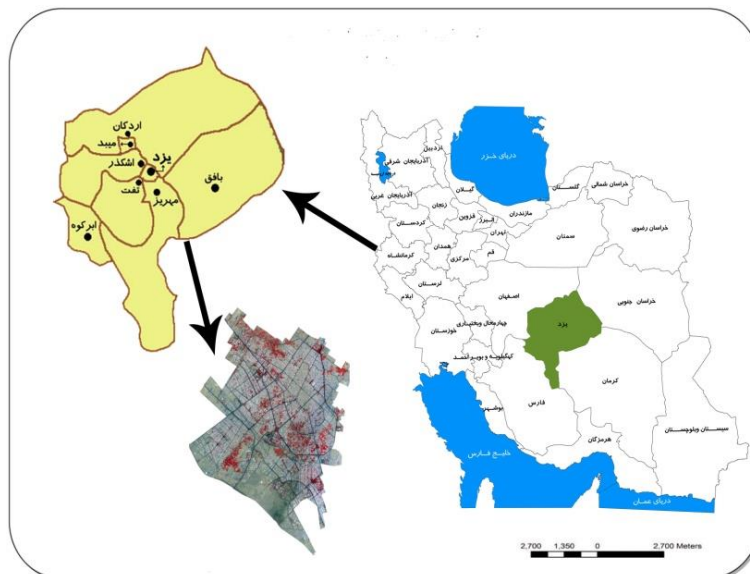 اردکان
میبد
یزد
اشکذر
تفت
بافق
مهریز
ابرکوه
دریای خزر
اردبیل
آذربایجان شرقی
آذربایجان غربی
گیلان
زنجان
کردستان
قزوین
البرز
مازندران
گلستان
خراسان شمالی
خراسان رضوی
تهران
سمنان
همدان
قم
مرکزی
کرمانشاه
لرستان
ایلام
اصفهان
خراسان جنوبی
یزد
خوزستان
چهارمحال وبختیاری
کهگیلویه و بویر احمد
کرمان
فارس
بوشهر
هرمزگان
سیستان وبلوچستان
خلیج فارس
دریای عمان
2,700 1,350 0 2,700 Meters